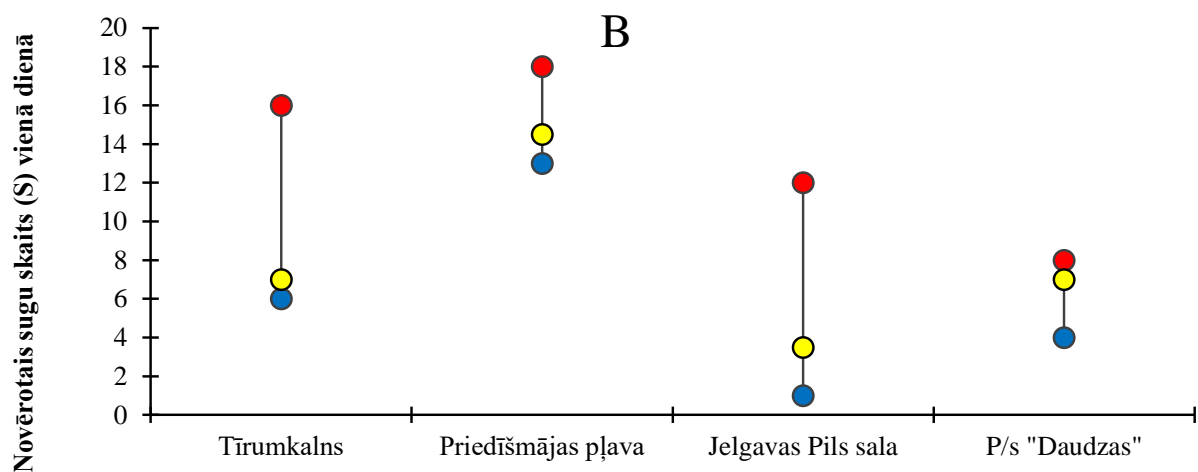 B
Novērotais sugu skaits (S) vienā dienā
20
18
16
14
12
10
8
6
4
2
0
Tīrumkalns
Priedīšmājas pļava
Jelgavas Pils sala
P/s "Daudzas"